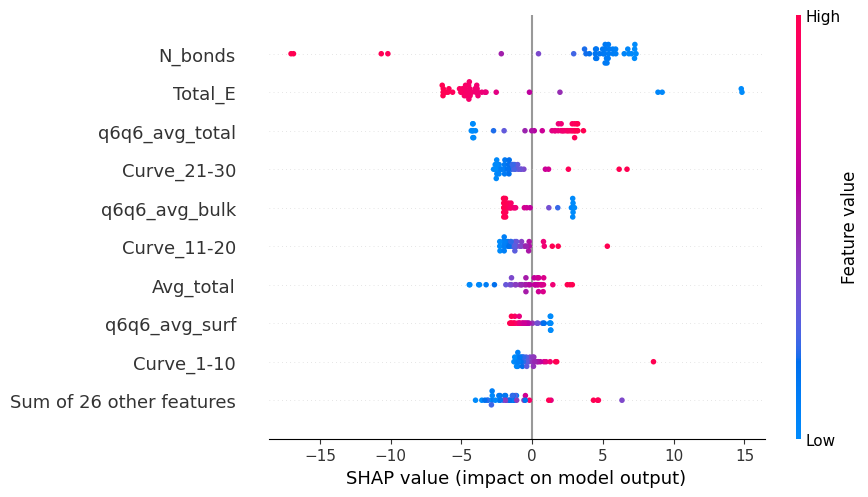 High
N_bonds
Total_E
q6q6_avg_total
Curve_21-30
q6q6_avg_bulk
Curve_11-20
Avg_total
q6q6_avg_surf
Curve_1-10
Sum of 26 other features
Feature value
Low
−15 −10 −5 0 5 10 15
SHAP value (impact on model output)